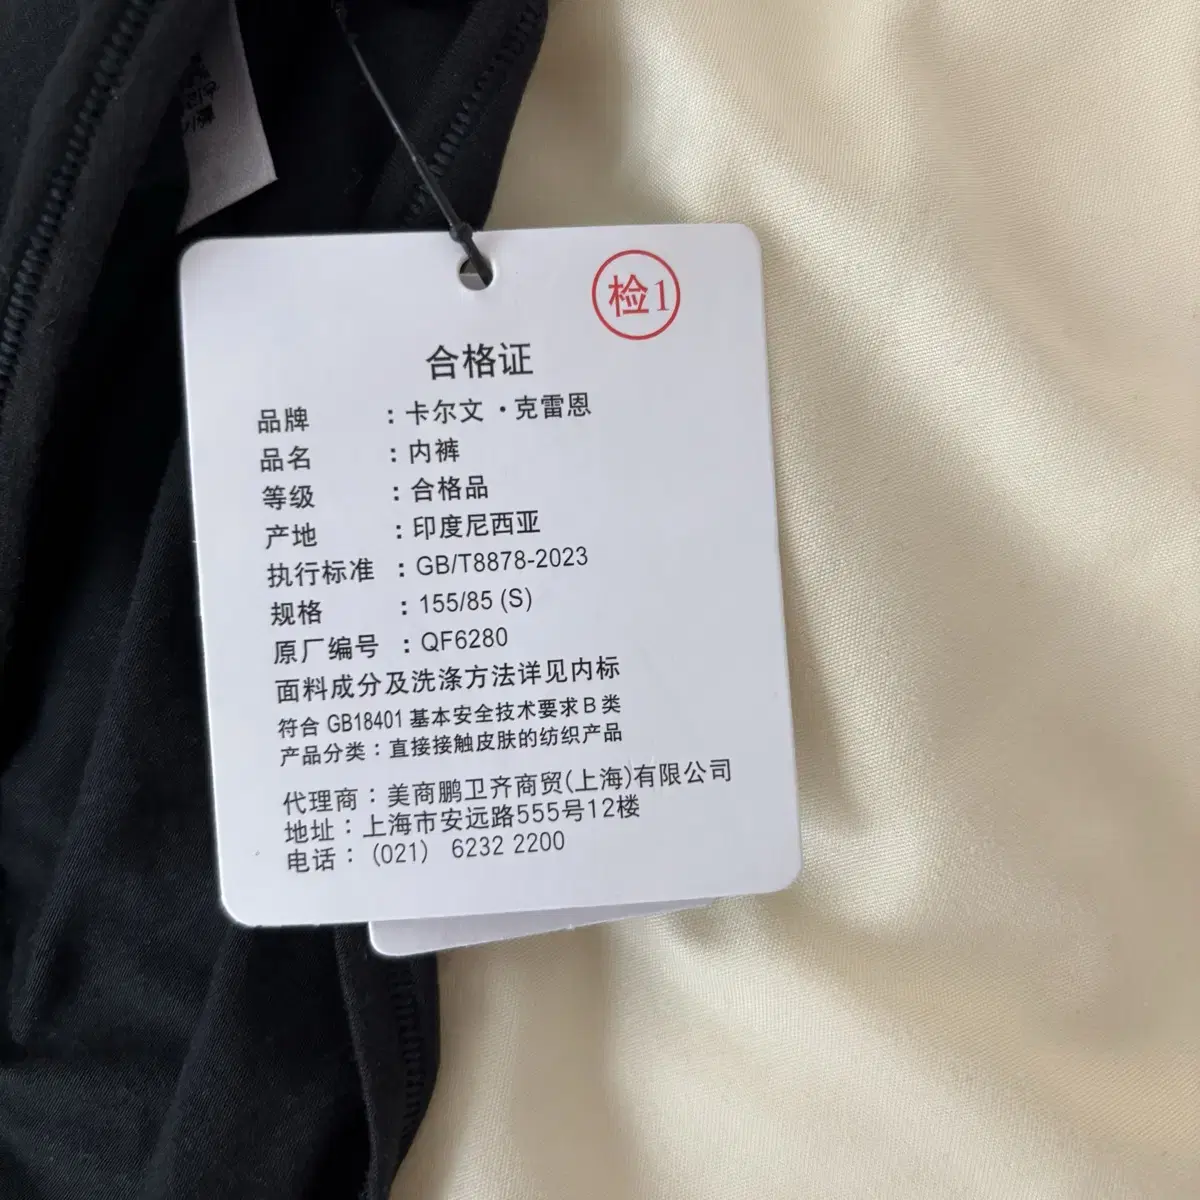 检1
合格证
品牌 : 卡尔文・克雷恩
品名 : 内裤
等级 : 合格品
产地 : 印度尼西亚
执行标准 : GB/T8878-2023
规格 : 155/85 (S)
原厂编号 : QF6280
面料成分及洗涤方法详见内标
符合 GB18401 基本安全技术要求 B 类
产品分类：直接接触皮肤的纺织产品
代理商：美商鹏卫齐商贸(上海)有限公司
地址：上海市安远路555号12楼
电话： (021) 6232 2200